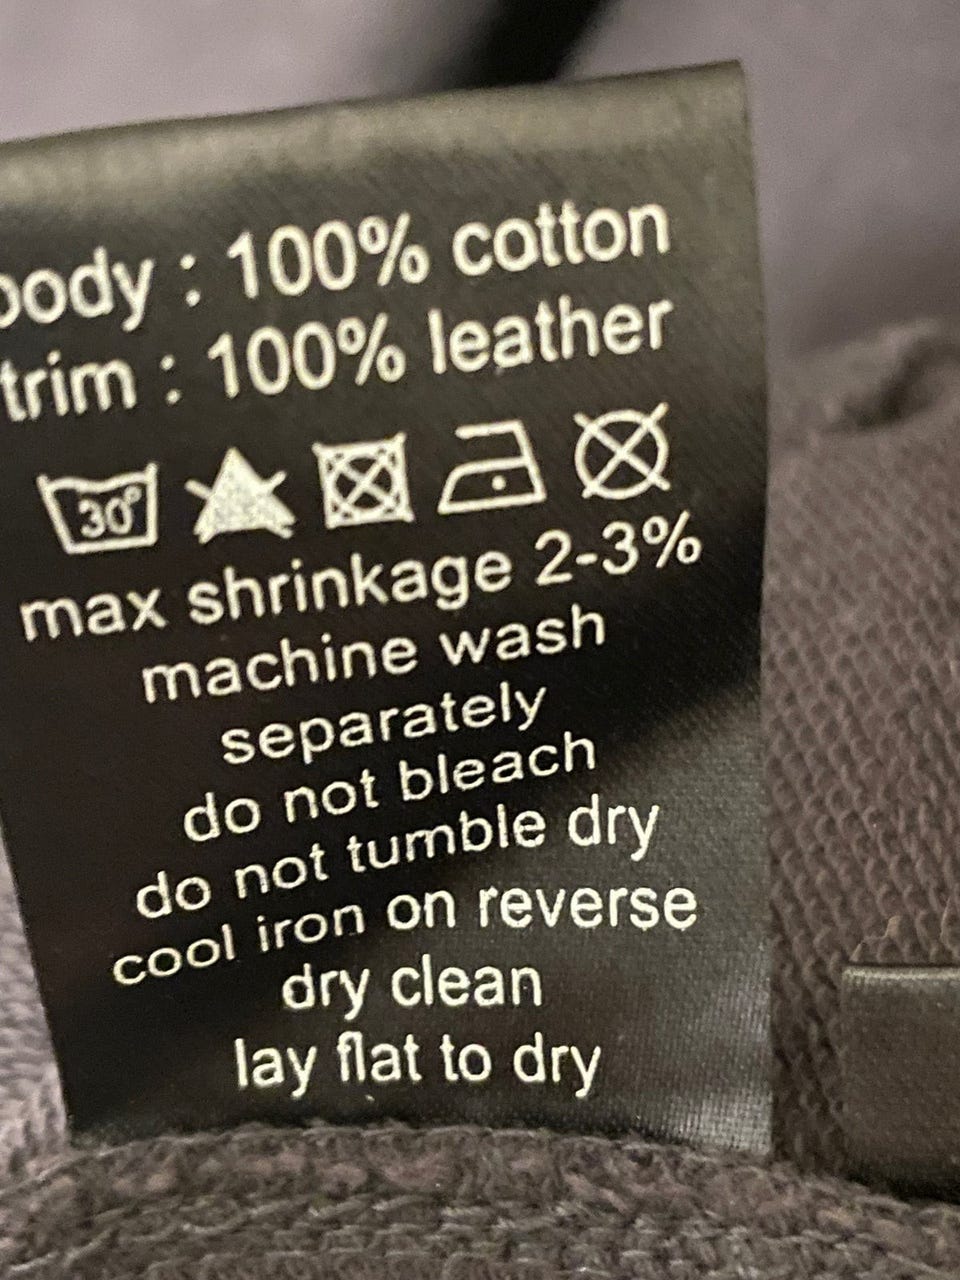 body : 100% cotton
trim : 100% leather
30°
max shrinkage 2-3%
machine wash
separately
do not bleach
do not tumble dry
cool iron on reverse
dry clean
lay flat to dry